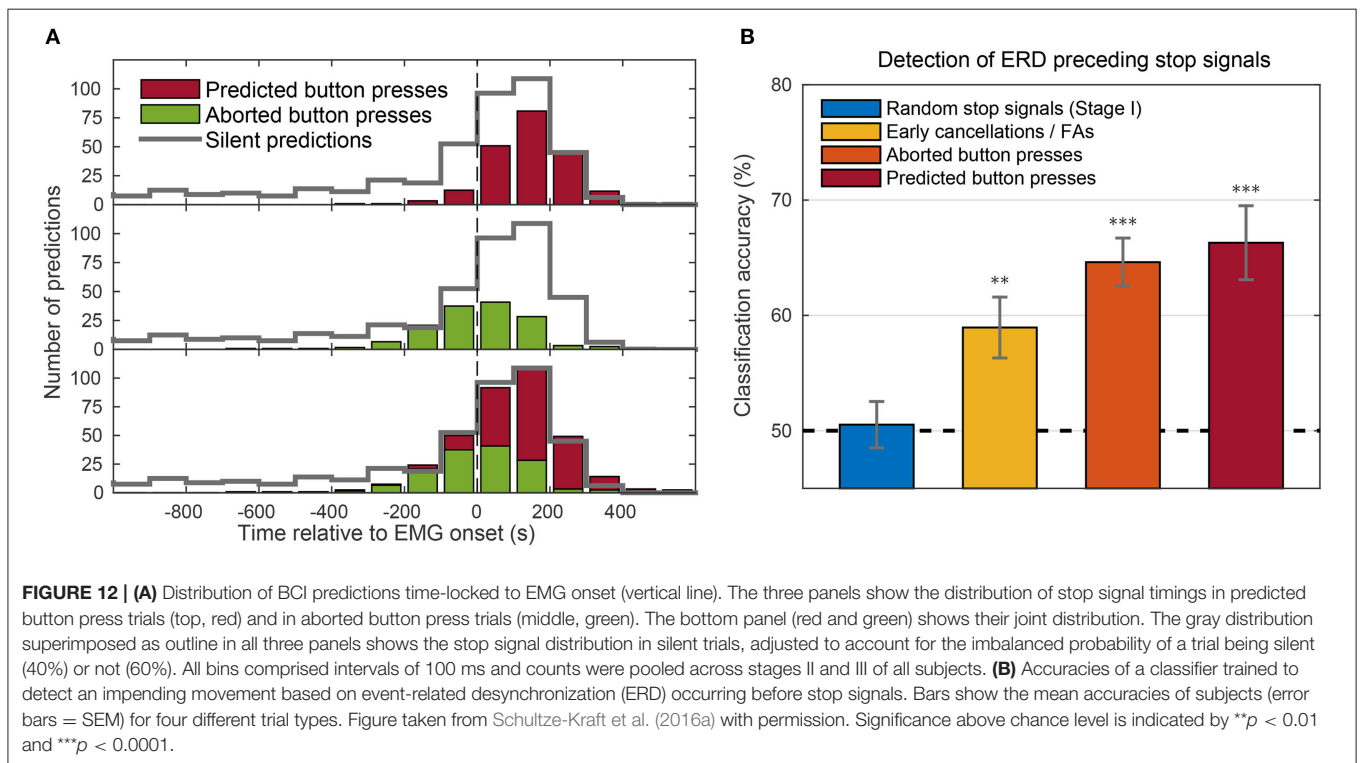 A
Predicted button presses
Aborted button presses
Silent predictions
Number of predictions
100
75
50
25
0
100
75
50
25
0
100
75
50
25
0
-800 -600 -400 -200 0 200 400
Time relative to EMG onset (s)
B
Detection of ERD preceding stop signals
Random stop signals (Stage I)
Early cancellations / FAs
Aborted button presses
Predicted button presses
Classification accuracy (%)
80
70
60
50
**
***
***
FIGURE 12 | (A) Distribution of BCI predictions time-locked to EMG onset (vertical line). The three panels show the distribution of stop signal timings in predicted
button press trials (top, red) and in aborted button press trials (middle, green). The bottom panel (red and green) shows their joint distribution. The gray distribution
superimposed as outline in all three panels shows the stop signal distribution in silent trials, adjusted to account for the imbalanced probability of a trial being silent
(40%) or not (60%). All bins comprised intervals of 100 ms and counts were pooled across stages II and III of all subjects. (B) Accuracies of a classifier trained to
detect an impending movement based on event-related desynchronization (ERD) occurring before stop signals. Bars show the mean accuracies of subjects (error
bars = SEM) for four different trial types. Figure taken from Schultze-Kraft et al. (2016a) with permission. Significance above chance level is indicated by **p < 0.01
and ***p < 0.0001.